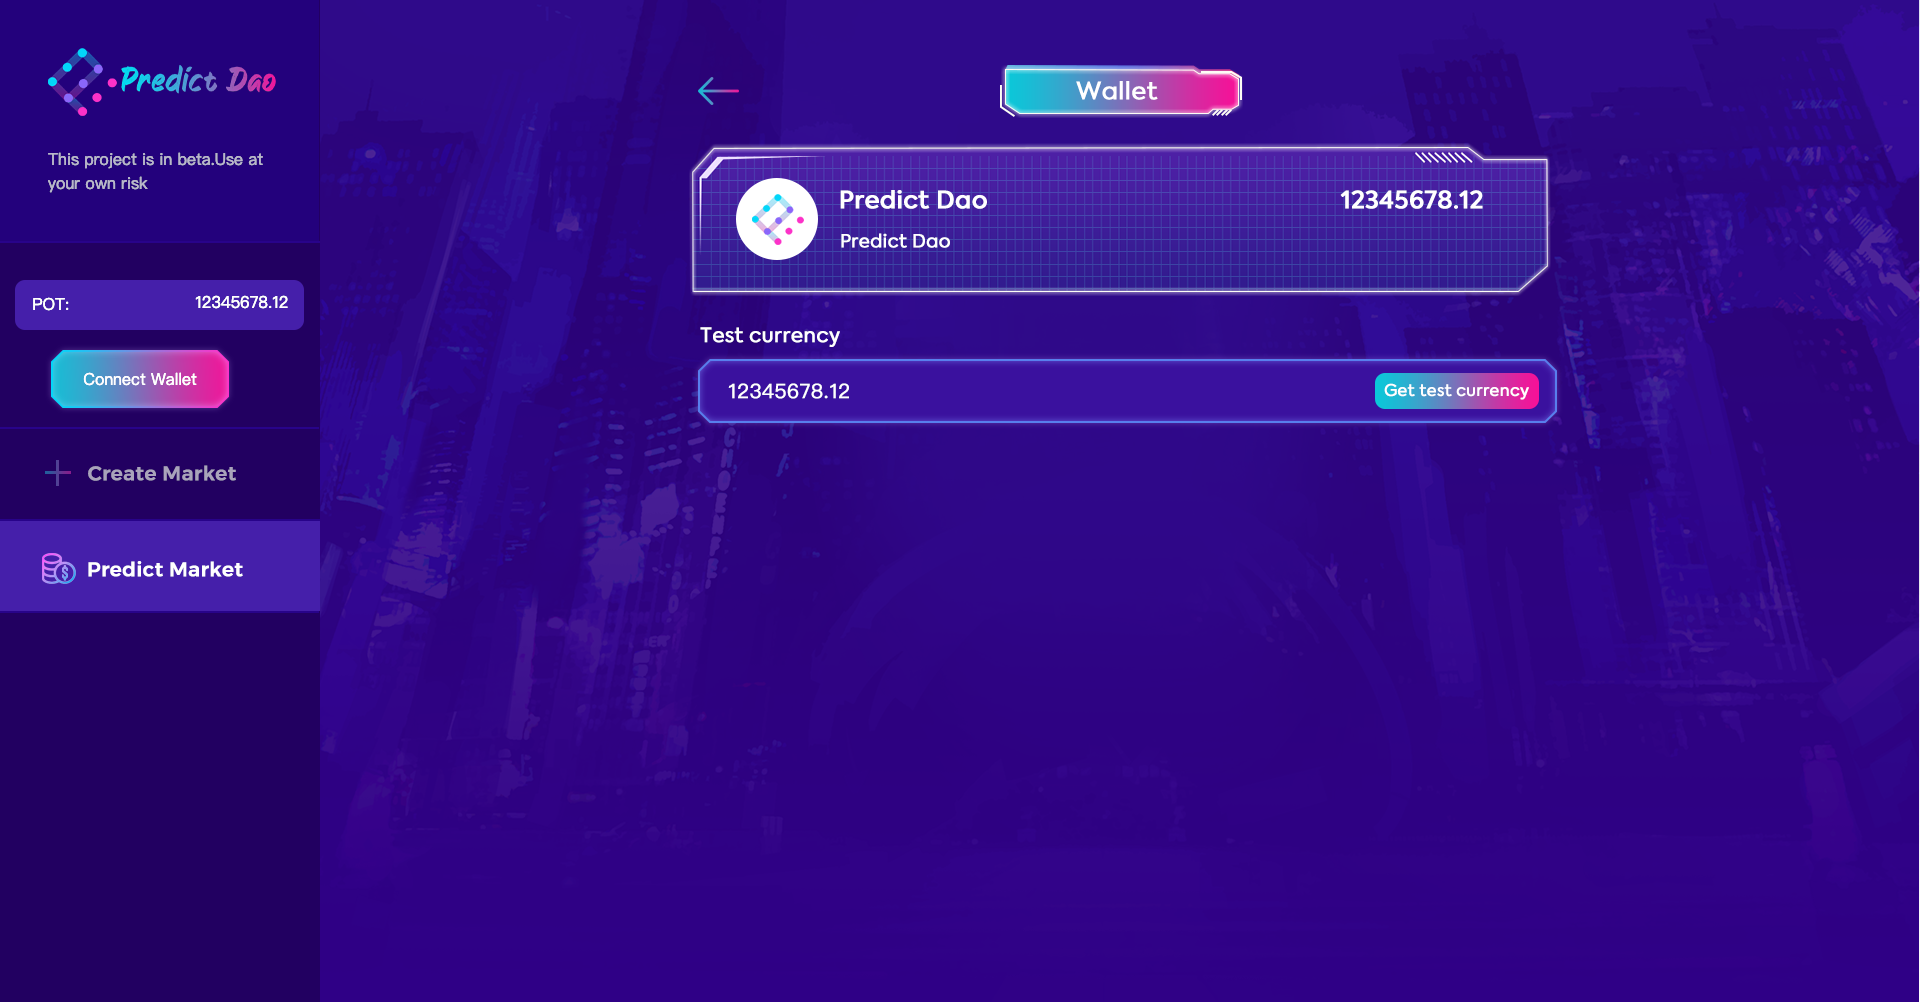 Predict Dao
This project is in beta.Use at
your own risk
POT: 12345678.12
Connect Wallet
Create Market
Predict Market
Wallet
Predict Dao 12345678.12
Predict Dao
Test currency
12345678.12 Get test currency